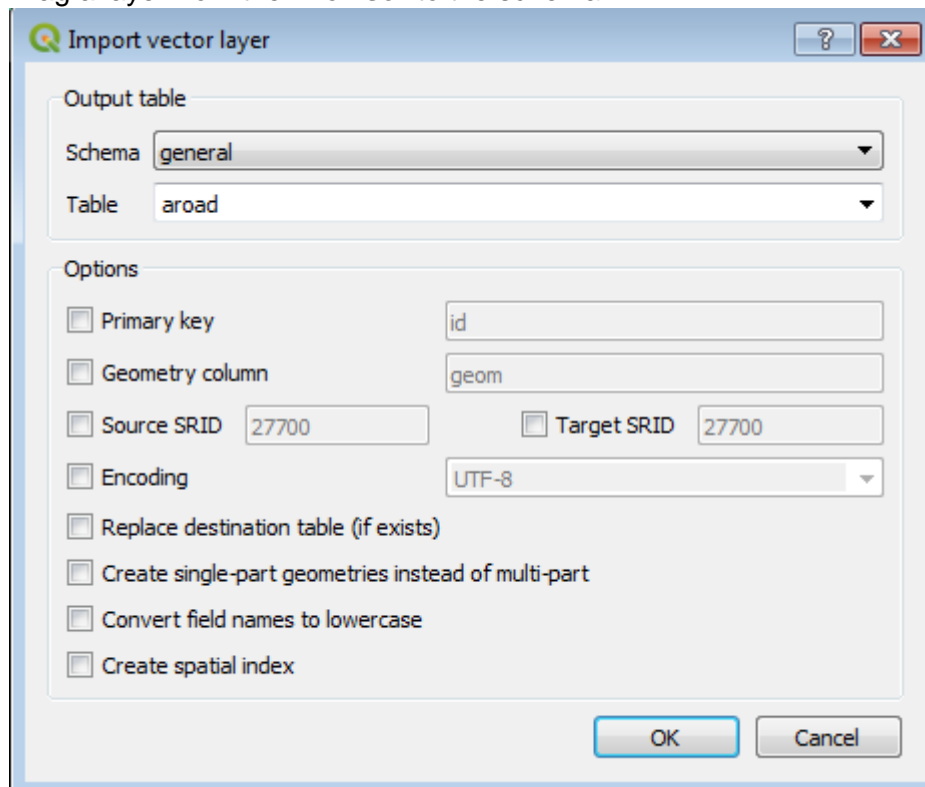 Import vector layer
Output table
Schema general
Table aroad
Options
Primary key id
Geometry column geom
Source SRID 27700 Target SRID 27700
Encoding UTF-8
Replace destination table (if exists)
Create single-part geometries instead of multi-part
Convert field names to lowercase
Create spatial index
OK Cancel